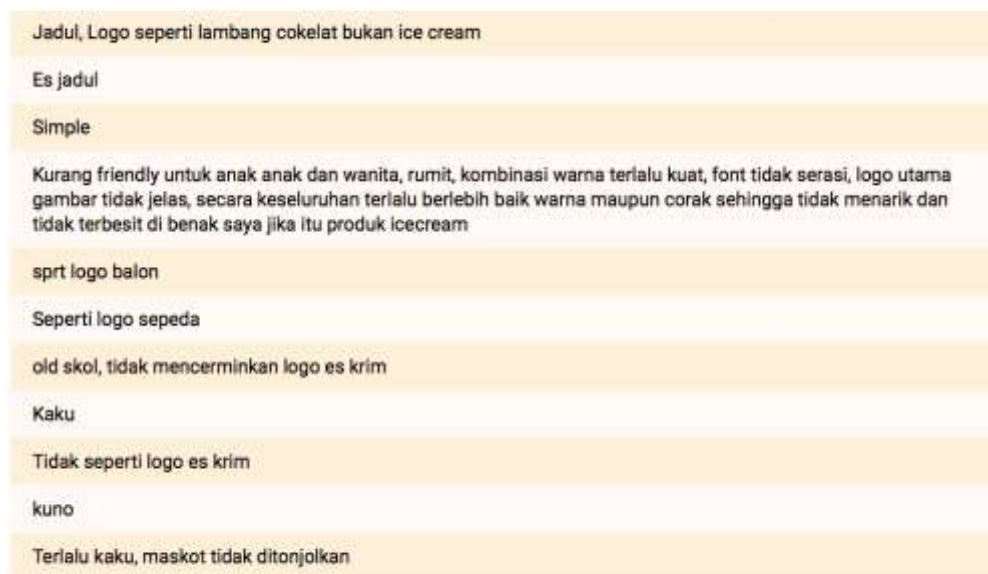 Jadul, Logo seperti lambang cokelat bukan ice cream
Es jadul
Simple
Kurang friendly untuk anak anak dan wanita, rumit, kombinasi warna terlalu kuat, font tidak serasi, logo utama
gambar tidak jelas, secara keseluruhan terlalu berlebih baik warna maupun corak sehingga tidak menarik dan
tidak terbesit di benak saya jika itu produk icecream
sprt logo balon
Seperti logo sepeda
old skol, tidak mencerminkan logo es krim
Kaku
Tidak seperti logo es krim
kuno
Terlalu kaku, maskot tidak ditonjolkan